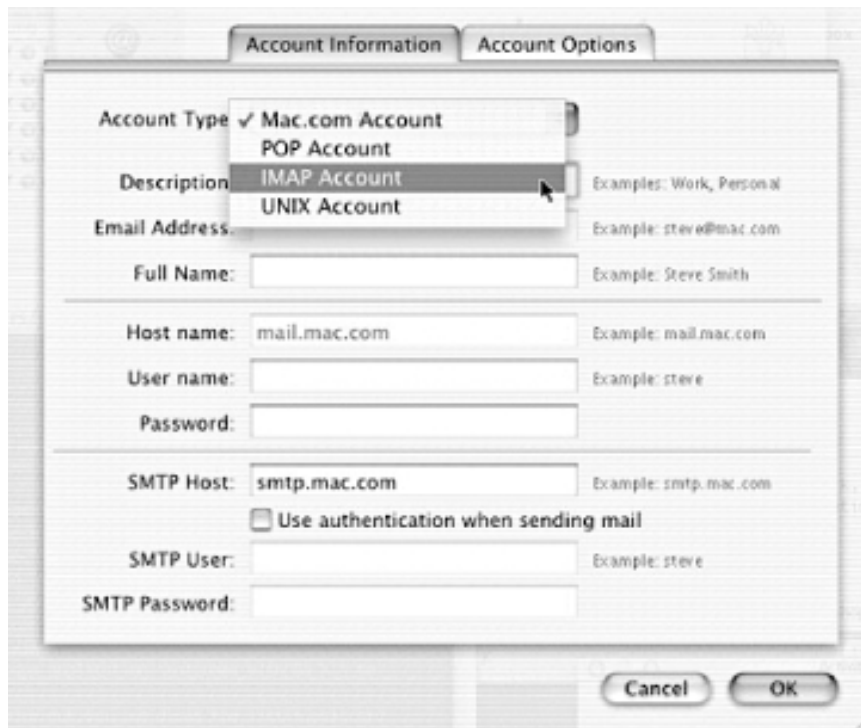 Account Information Account Options
Account Type ✓ Mac.com Account
POP Account
Description IMAP Account Examples: Work, Personal
UNIX Account
Email Address: Example: steve@mac.com
Full Name: Example: Steve Smith
Host name: mail.mac.com Example: mail.mac.com
User name: Example: steve
Password:
SMTP Host: smtp.mac.com Example: smtp.mac.com
Use authentication when sending mail
SMTP User: Example: steve
SMTP Password:
Cancel OK